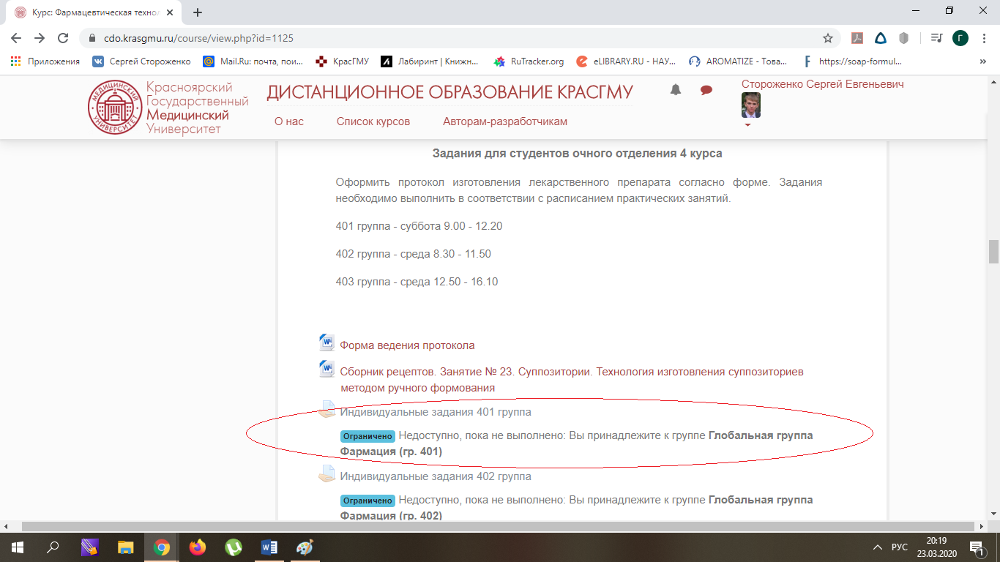 Курс: Фармацевтическая технол
cdo.krasgmu.ru/course/view.php?id=1125
Г
Приложения
Сергей Стороженко
Mail.Ru: почта, пои...
КрасГМУ
Лабиринт | Книжн...
RuTracker.org
eLIBRARY.RU - НАУ...
AROMATIZE - Това...
https://soap-formul...
»
Красноярский
Государственный
Медицинский
Университет
ДИСТАНЦИОННОЕ ОБРАЗОВАНИЕ КРАСГМУ
О нас
Список курсов
Авторам-разработчикам
Стороженко Сергей Евгеньевич
Задания для студентов очного отделения 4 курса
Оформить протокол изготовления лекарственного препарата согласно форме. Задания
необходимо выполнить в соответствии с расписанием практических занятий.
401 группа - суббота 9.00 - 12.20
402 группа - среда 8.30 - 11.50
403 группа - среда 12.50 - 16.10
Форма ведения протокола
Сборник рецептов. Занятие № 23. Суппозитории. Технология изготовления суппозиториев
методом ручного формования
Индивидуальные задания 401 группа
Ограничено Недоступно, пока не выполнено: Вы принадлежите к группе Глобальная группа
Фармация (гр. 401)
Индивидуальные задания 402 группа
Ограничено Недоступно, пока не выполнено: Вы принадлежите к группе Глобальная группа
Фармация (гр. 402)
РУС
20:19
23.03.2020
1